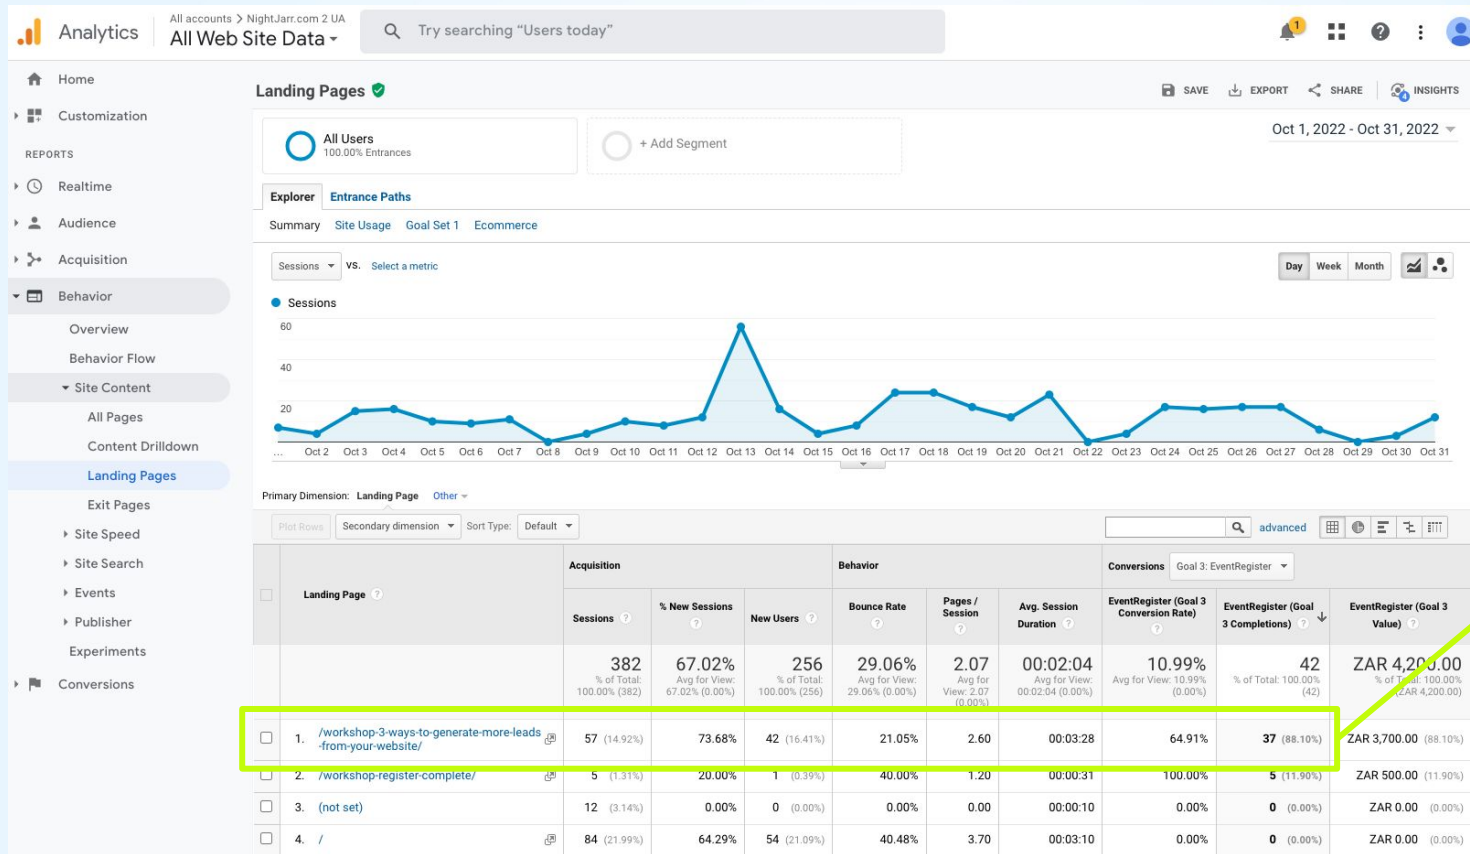 Analytics
All accounts > NightJarr.com 2 UA
All Web Site Data
Try searching “Users today”
1
Home
Customization
REPORTS
Realtime
Audience
Acquisition
Behavior
Overview
Behavior Flow
Site Content
All Pages
Content Drilldown
Landing Pages
Exit Pages
Site Speed
Site Search
Events
Publisher
Experiments
Conversions
Landing Pages
SAVE EXPORT SHARE 4 INSIGHTS
All Users
100.00% Entrances
+ Add Segment
Oct 1, 2022 - Oct 31, 2022
Explorer Entrance Paths
Summary Site Usage Goal Set 1 Ecommerce
Sessions VS. Select a metric
Day Week Month
Sessions
60
40
20
... Oct 2 Oct 3 Oct 4 Oct 5 Oct 6 Oct 7 Oct 8 Oct 9 Oct 10 Oct 11 Oct 12 Oct 13 Oct 14 Oct 15 Oct 16 Oct 17 Oct 18 Oct 19 Oct 20 Oct 21 Oct 22 Oct 23 Oct 24 Oct 25 Oct 26 Oct 27 Oct 28 Oct 29 Oct 30 Oct 31
Primary Dimension: Landing Page Other
Plot Rows Secondary dimension Sort Type: Default
advanced
Landing Page ?
Acquisition
Behavior
Conversions Goal 3: EventRegister
Sessions ?
% New Sessions ?
New Users ?
Bounce Rate ?
Pages / Session ?
Avg. Session Duration ?
EventRegister (Goal 3 Conversion Rate) ?
EventRegister (Goal 3 Completions) ?
EventRegister (Goal 3 Value) ?
382 67.02% 256 29.06% 2.07 00:02:04 10.99% 42 ZAR 4,200.00
% of Total: 100.00% (382)
Avg for View: 67.02% (0.00%)
% of Total: 100.00% (256)
Avg for View: 29.06% (0.00%)
Avg for View: 2.07 (0.00%)
Avg for View: 00:02:04 (0.00%)
Avg for View: 10.99% (0.00%)
% of Total: 100.00% (42)
% of Total: 100.00% (ZAR 4,200.00)
1. /workshop-3-ways-to-generate-more-leads
-from-your-website/
57 (14.92%) 73.68% 42 (16.41%) 21.05% 2.60 00:03:28 64.91% 37 (88.10%) ZAR 3,700.00 (88.10%)
2. /workshop-register-complete/ 5 (1.31%) 20.00% 1 (0.39%) 40.00% 1.20 00:00:31 100.00% 5 (11.90%) ZAR 500.00 (11.90%)
3. (not set) 12 (3.14%) 0.00% 0 (0.00%) 0.00% 0.00 00:00:10 0.00% 0 (0.00%) ZAR 0.00 (0.00%)
4. / 84 (21.99%) 64.29% 54 (21.09%) 40.48% 3.70 00:03:10 0.00% 0 (0.00%) ZAR 0.00 (0.00%)